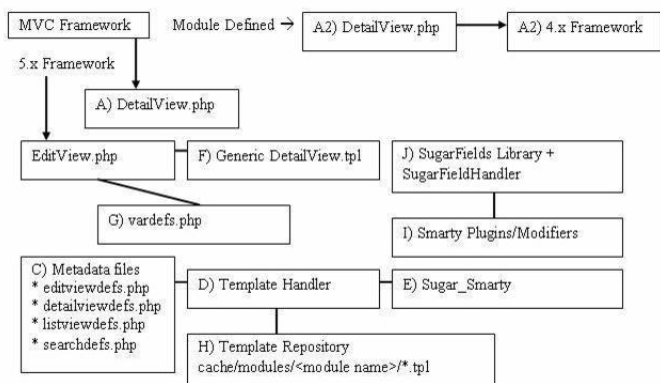 MVC Framework
Module Defined →
A2) DetailView.php
A2) 4.x Framework
5.x Framework
A) DetailView.php
EditView.php
F) Generic DetailView.tpl
J) SugarFields Library +
SugarFieldHandler
G) vardefs.php
I) Smarty Plugins/Modifiers
C) Metadata files
* editviewdefs.php
* detailviewdefs.php
* listviewdefs.php
* searchdefs.php
D) Template Handler
E) Sugar_Smarty
H) Template Repository
cache/modules/<module name>/*.tpl